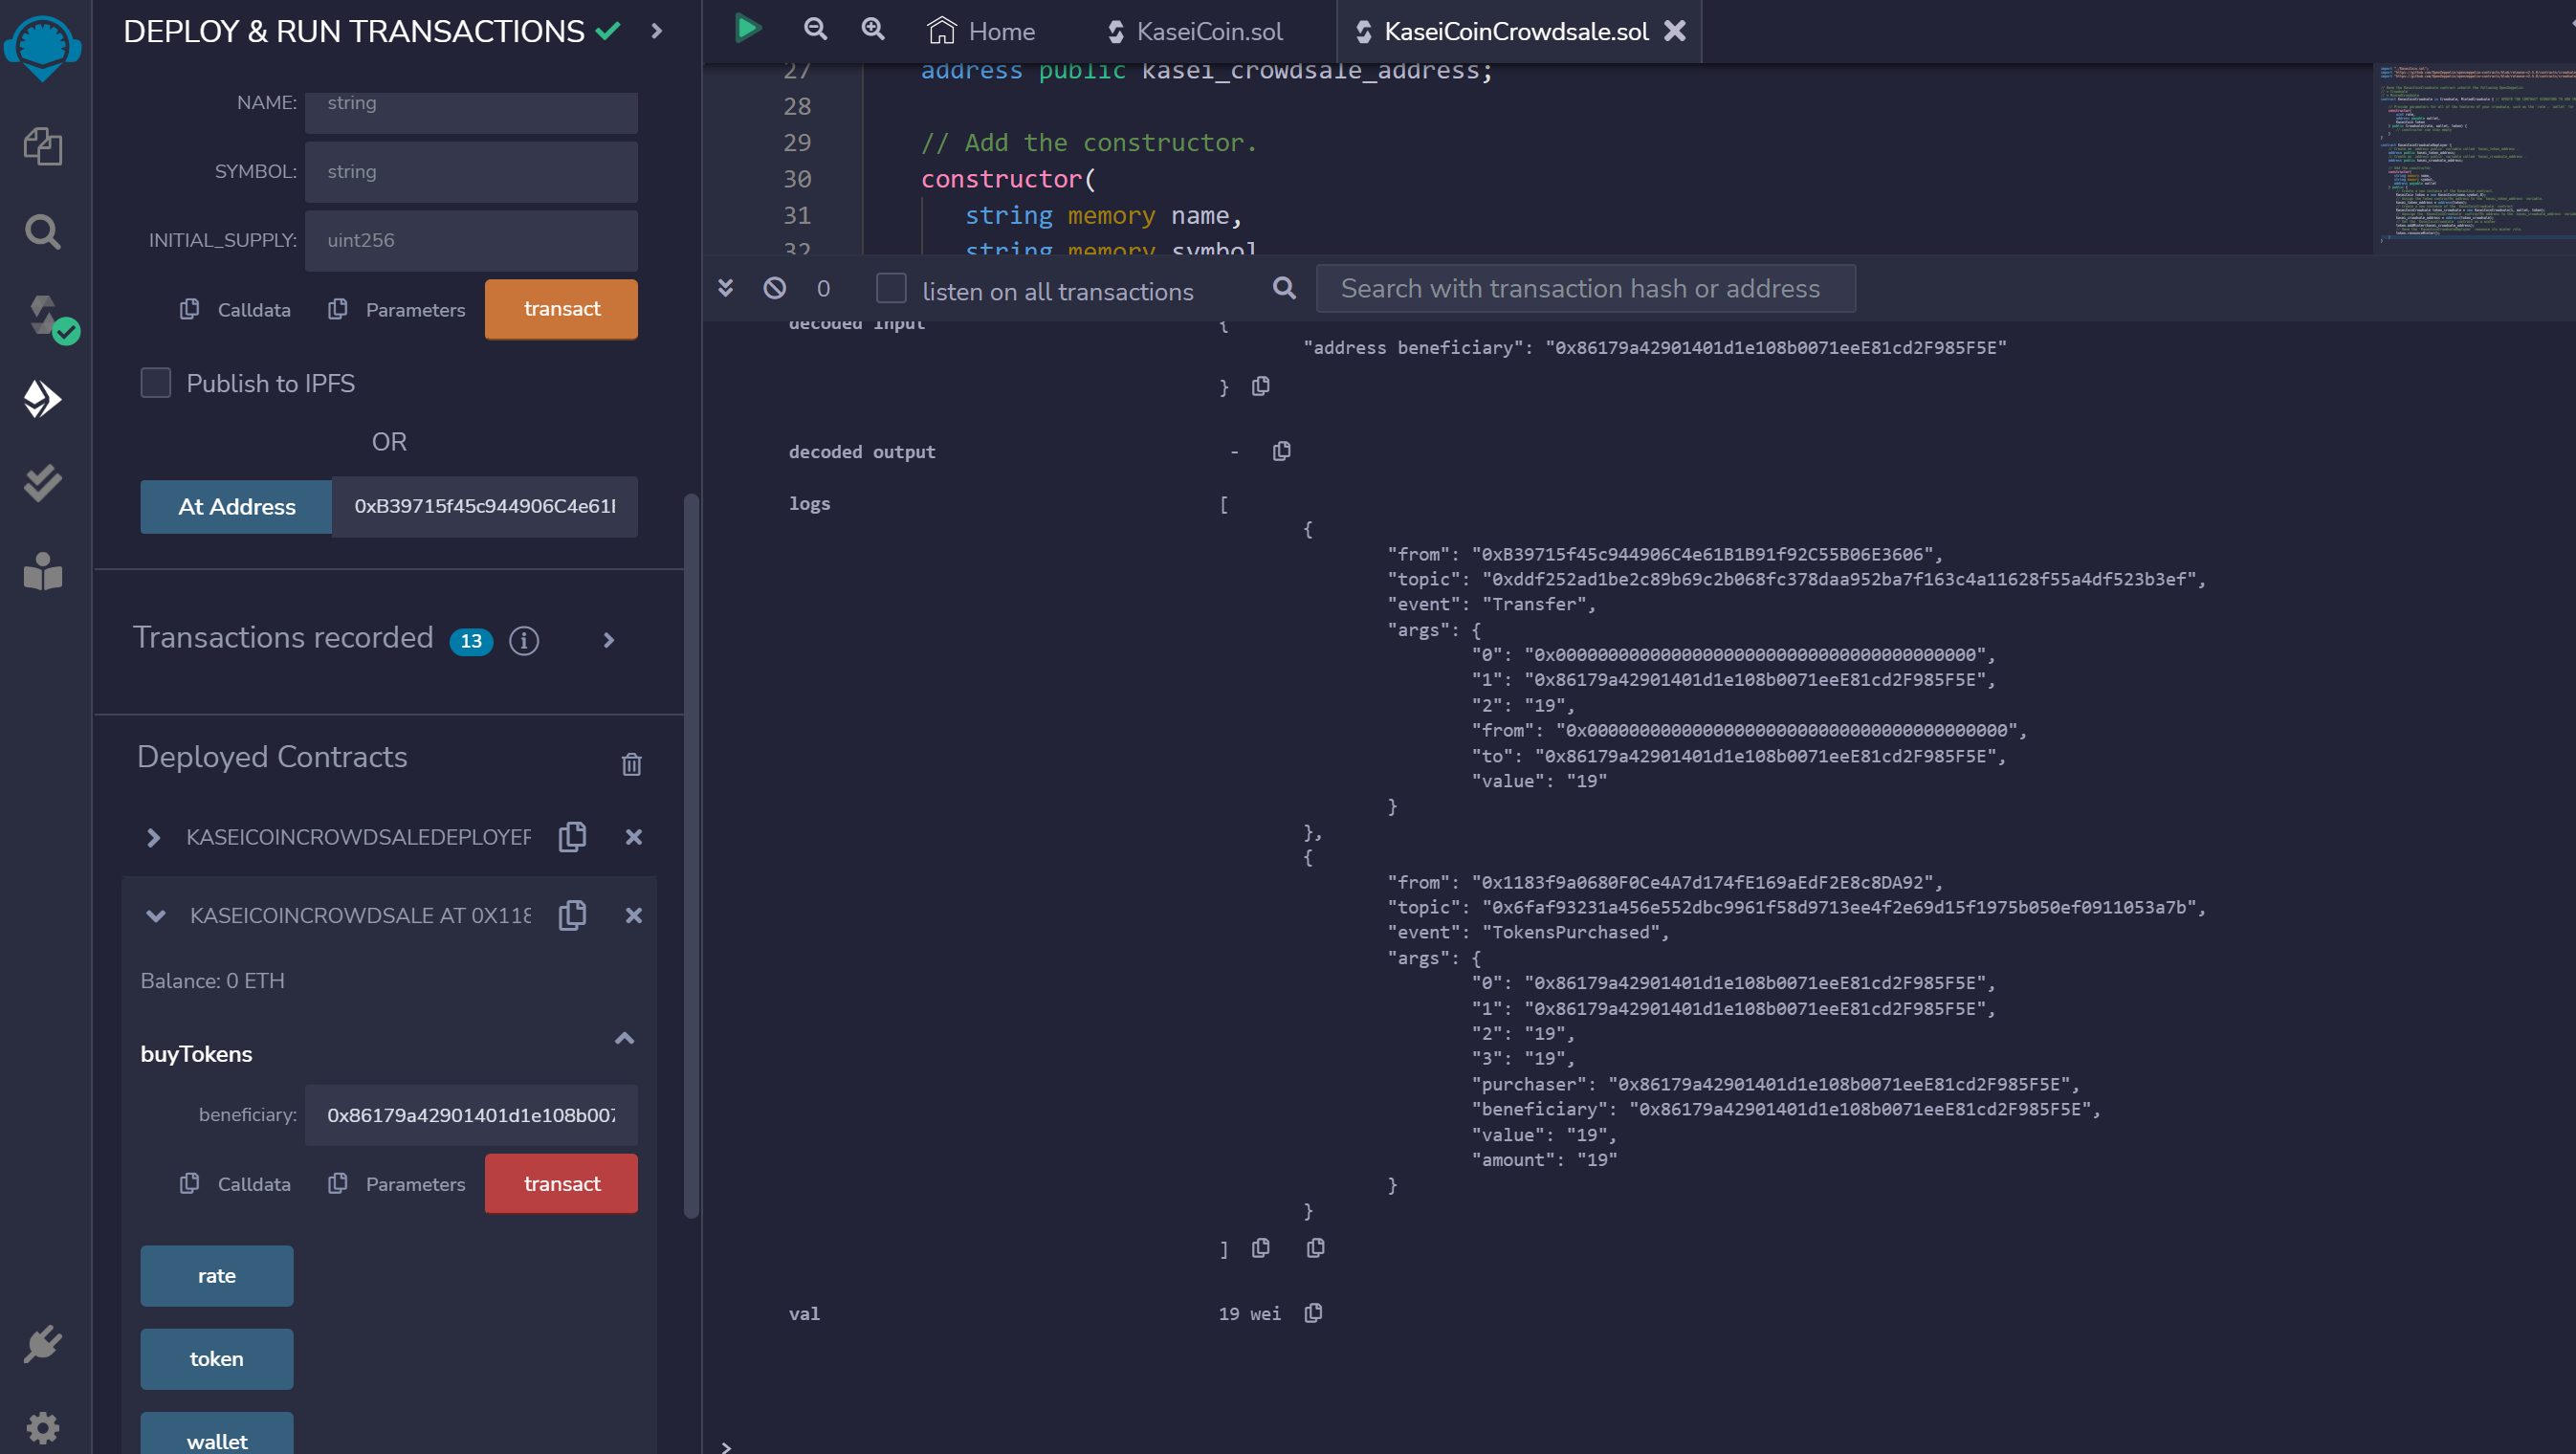 DEPLOY & RUN TRANSACTIONS
NAME: string
SYMBOL: string
INITIAL_SUPPLY: uint256
Calldata Parameters transact
Publish to IPFS
OR
At Address 0xB39715f45c944906C4e61
Transactions recorded 13
Deployed Contracts
KASEICOINCROWDSALEDEPLOYER
KASEICOINCROWDSALE AT 0X118
Balance: 0 ETH
buyTokens
beneficiary: 0x86179a42901401d1e108b007
Calldata Parameters transact
rate
token
wallet
Home KaseiCoin.sol KaseiCoinCrowdsale.sol
27 address public kasei_crowdsale_address;
28
29 // Add the constructor.
30 constructor(
31 string memory name,
32 string memory symbol
0 listen on all transactions Search with transaction hash or address
decoded input {
"address beneficiary": "0x86179a42901401d1e108b0071eeE81cd2F985F5E"
}
decoded output -
logs [
{
"from": "0xB39715f45c944906C4e61B1B91f92C55B06E3606",
"topic": "0xddf252ad1be2c89b69c2b068fc378daa952ba7f163c4a11628f55a4df523b3ef",
"event": "Transfer",
"args": {
"0": "0x0000000000000000000000000000000000000000",
"1": "0x86179a42901401d1e108b0071eeE81cd2F985F5E",
"2": "19",
"from": "0x0000000000000000000000000000000000000000",
"to": "0x86179a42901401d1e108b0071eeE81cd2F985F5E",
"value": "19"
}
},
{
"from": "0x1183f9a0680F0Ce4A7d174fE169aEdF2E8c8DA92",
"topic": "0x6faf93231a456e552dbc9961f58d9713ee4f2e69d15f1975b050ef0911053a7b",
"event": "TokensPurchased",
"args": {
"0": "0x86179a42901401d1e108b0071eeE81cd2F985F5E",
"1": "0x86179a42901401d1e108b0071eeE81cd2F985F5E",
"2": "19",
"3": "19",
"purchaser": "0x86179a42901401d1e108b0071eeE81cd2F985F5E",
"beneficiary": "0x86179a42901401d1e108b0071eeE81cd2F985F5E",
"value": "19",
"amount": "19"
}
}
]
val 19 wei
>